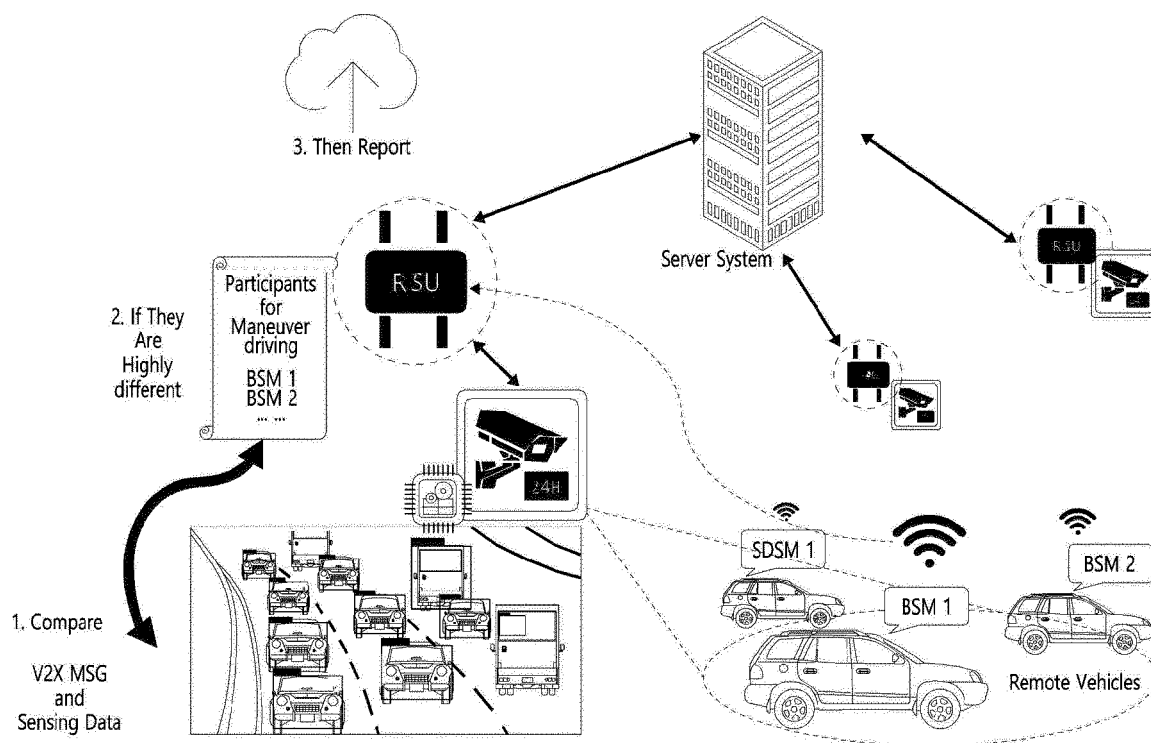 3. Then Report
Server System
RSU
RSU
2. If They
Are
Highly
different
Participants
for
Maneuver
driving
BSM 1
BSM 2
... ...
24H
SDSM 1
BSM 1
BSM 2
1. Compare
V2X MSG
and
Sensing Data
Remote Vehicles